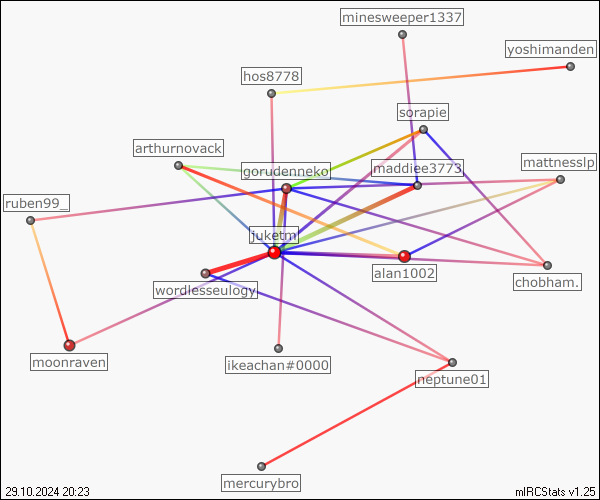 minesweeper1337
yoshimanden
hos8778
sorapie
arthurnovack
gorudenneko
maddiee3773
mattnesslp
ruben99_
juketm
alan1002
chobham.
wordlesseulogy
moonraven
ikeachan#0000
neptune01
mercurybro
29.10.2024 20:23
mIRCStats v1.25